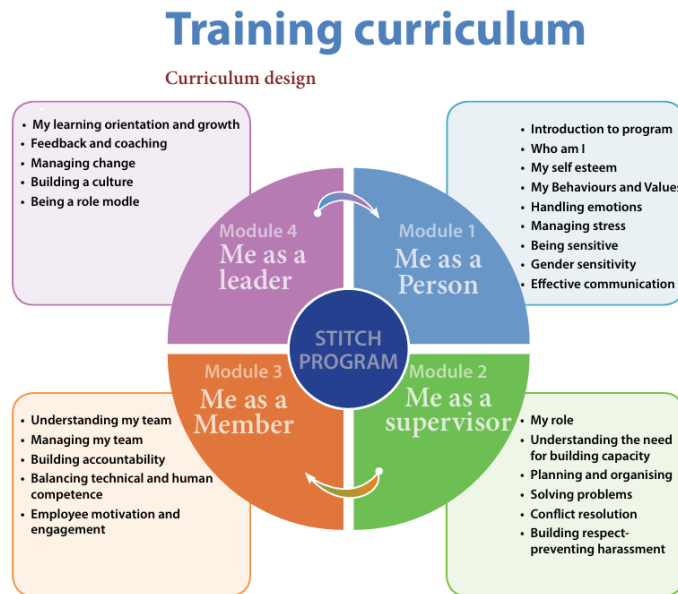 Training curriculum
Curriculum design
• My learning orientation and growth
• Feedback and coaching
• Managing change
• Building a culture
• Being a role modle
• Introduction to program
• Who am I
• My self esteem
• My Behaviours and Values
• Handling emotions
• Managing stress
• Being sensitive
• Gender sensitivity
• Effective communication
Module 4
Me as a
leader
Module 1
Me as a
Person
STITCH
PROGRAM
Module 3
Me as a
Member
Module 2
Me as a
supervisor
• Understanding my team
• Managing my team
• Building accountability
• Balancing technical and human
competence
• Employee motivation and
engagement
• My role
• Understanding the need
for building capacity
• Planning and organising
• Solving problems
• Conflict resolution
• Building respect-
preventing harassment